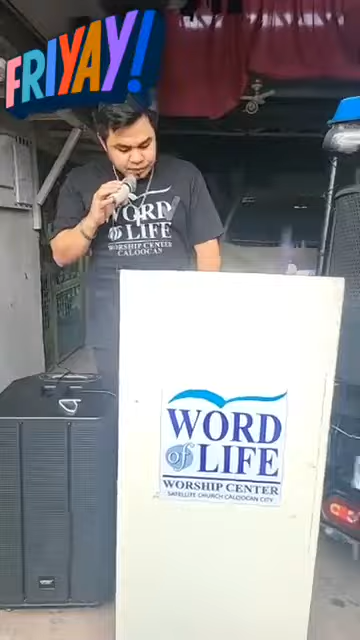 FRIYAY!
WORD
of LIFE
WORSHIP CENTER
CALOOCAN
WORD
of LIFE
WORSHIP CENTER
SATELLITE CHURCH CALOOCAN CITY